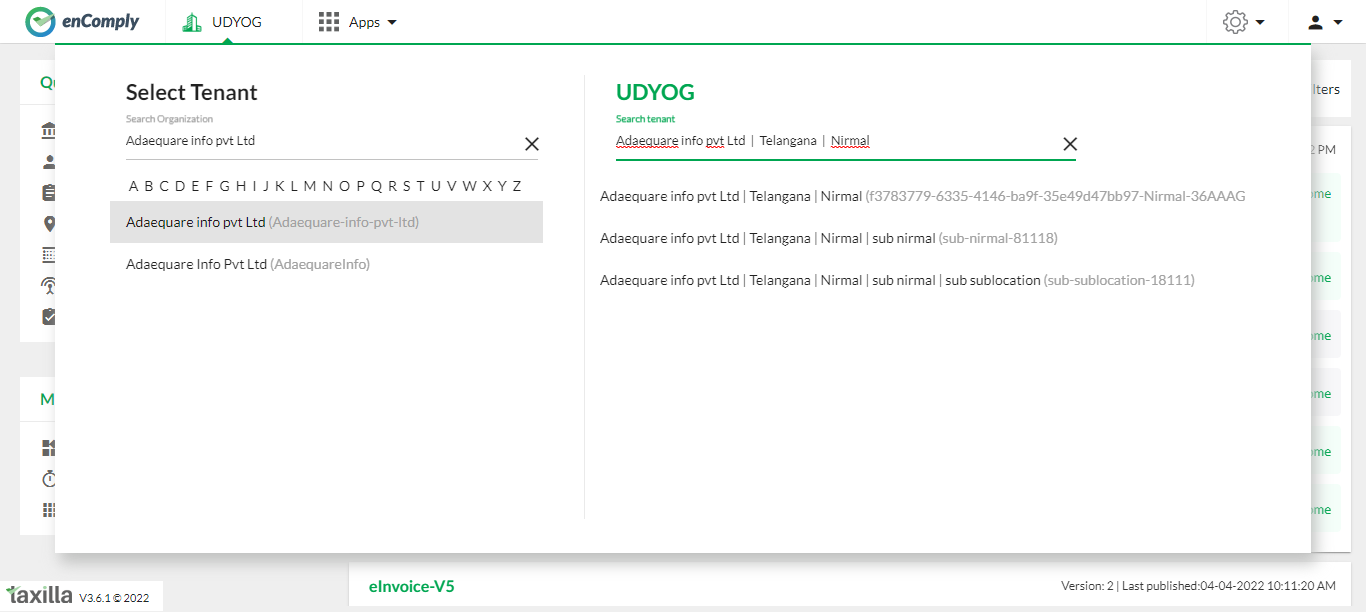 enComply
UDYOG
Apps
Select Tenant
Search Organization
Adaequare info pvt Ltd
A B C D E F G H I J K L M N O P Q R S T U V W X Y Z
Adaequare info pvt Ltd (Adaequare-info-pvt-ltd)
Adaequare Info Pvt Ltd (AdaequareInfo)
UDYOG
Search tenant
Adaequare info pvt Ltd | Telangana | Nirmal
Adaequare info pvt Ltd | Telangana | Nirmal (f3783779-6335-4146-ba9f-35e49d47bb97-Nirmal-36AAAG
Adaequare info pvt Ltd | Telangana | Nirmal | sub nirmal (sub-nirmal-81118)
Adaequare info pvt Ltd | Telangana | Nirmal | sub nirmal | sub sublocation (sub-sublocation-18111)
lters
2 PM
me
me
ome
ome
ome
ome
M
eInvoice-V5
Version: 2 | Last published:04-04-2022 10:11:20 AM
taxilla V3.6.1 © 2022